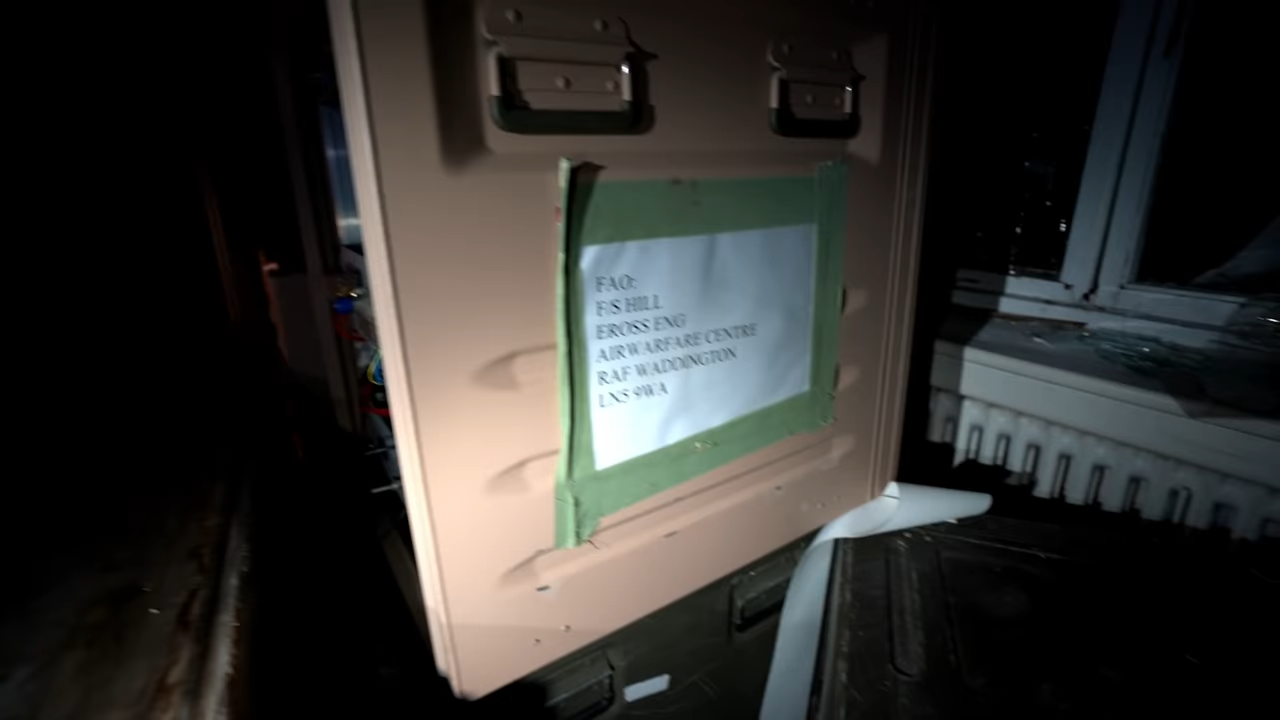 FAO:
F/S HILL
EROSS ENG
AIRWARFARE CENTRE
RAF WADDINGTON
LN5 9WA